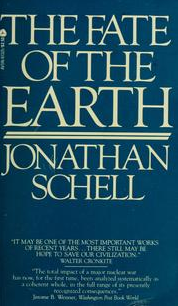 THE FATE
OF THE
EARTH
JONATHAN
SCHELL
"IT MAY BE ONE OF THE MOST IMPORTANT WORKS
OF RECENT YEARS... THERE STILL MAY BE
HOPE TO SAVE OUR CIVILIZATION."
WALTER CRONKITE
"The total impact of a major nuclear war
has now, for the first time, been analyzed systematically in
a coherent whole, in the full range of its presently
recognized consequences."
Jerome B. Wiesner, Washington Post Book World